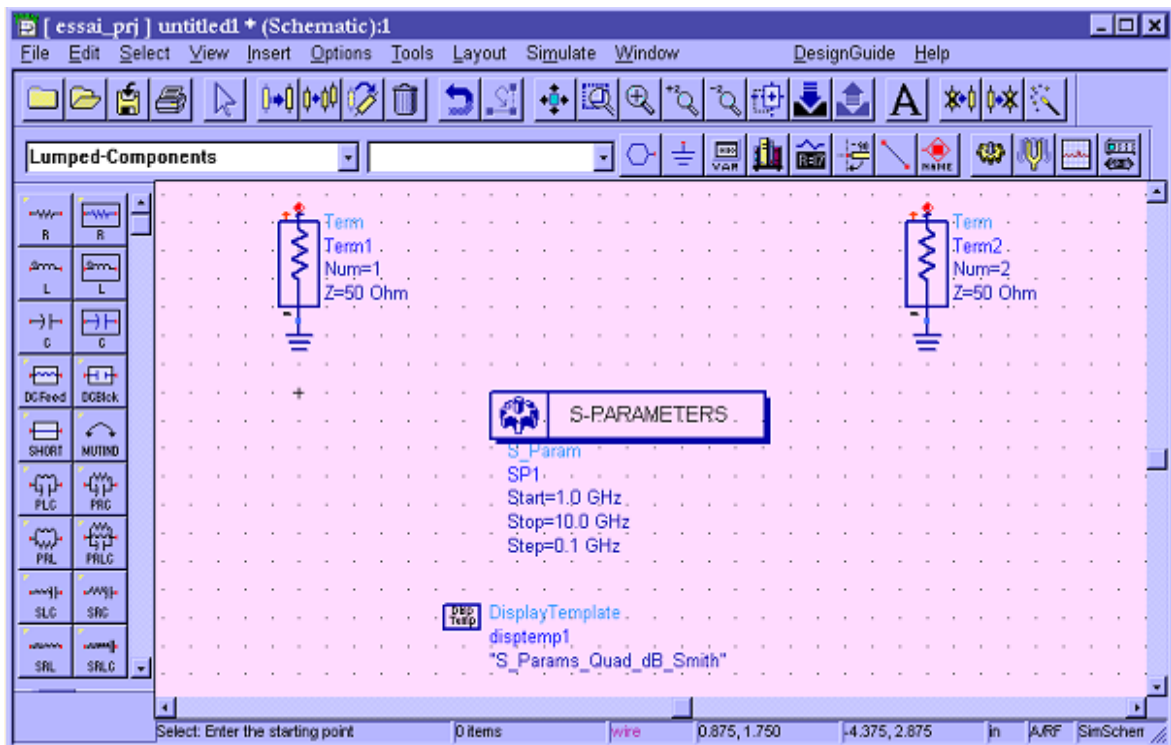 [ essai_prj ] untitled1 * (Schematic):1
File Edit Select View Insert Options Tools Layout Simulate Window DesignGuide Help
A
VAR
NAME
Lumped-Components
R R
L L
C C
DCFeed DCBlck
SHORT MUTIND
PLC PRC
PRL PRLC
SLC SRC
SRL SRLC
Term
Term1
Num=1
Z=50 Ohm
Term
Term2
Num=2
Z=50 Ohm
S-PARAMETERS
S_Param
SP1
Start=1.0 GHz
Stop=10.0 GHz
Step=0.1 GHz
Disp
Temp
DisplayTemplate
disptemp1
"S_Params_Quad_dB_Smith"
Select: Enter the starting point 0 items wire 0.875, 1.750 -4.375, 2.875 in A/RF SimSchem